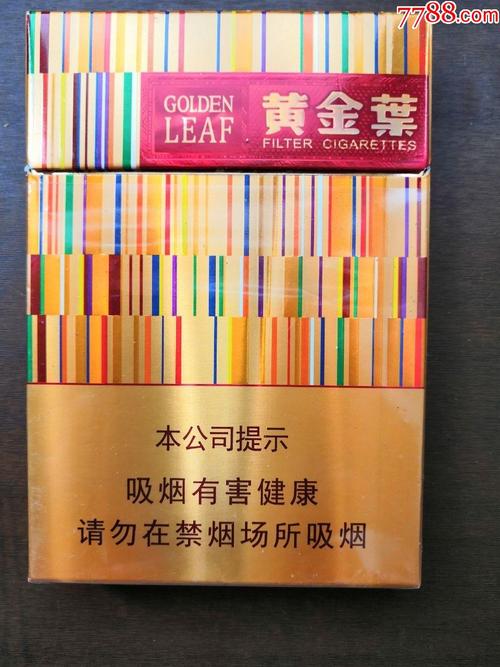 7788.com
GOLDEN
LEAF
黄金葉
FILTER CIGARETTES
本公司提示
吸烟有害健康
请勿在禁烟场所吸烟